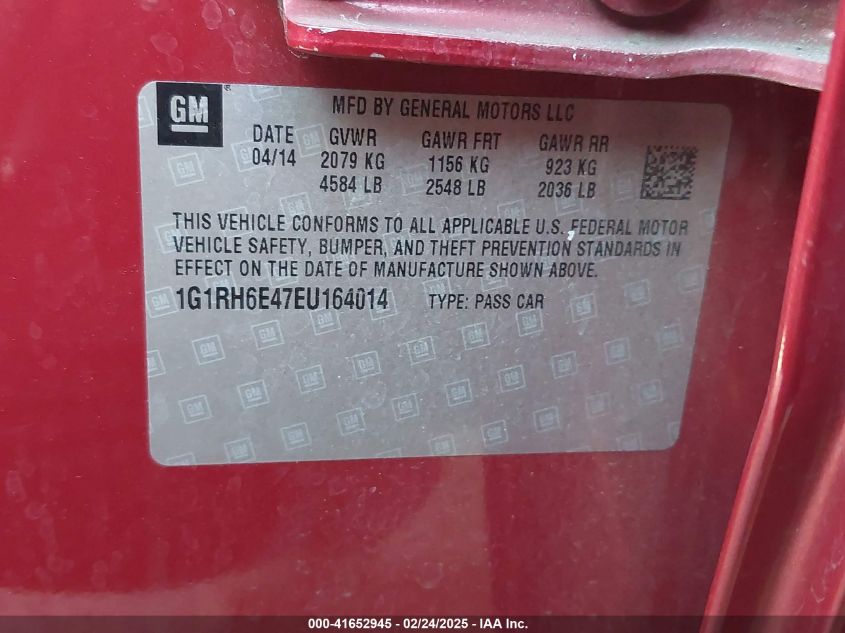 GM ®
MFD BY GENERAL MOTORS LLC
DATE GVWR GAWR FRT GAWR RR
04/14 2079 KG 1156 KG 923 KG
4584 LB 2548 LB 2036 LB
THIS VEHICLE CONFORMS TO ALL APPLICABLE U.S. FEDERAL MOTOR
VEHICLE SAFETY, BUMPER, AND THEFT PREVENTION STANDARDS IN
EFFECT ON THE DATE OF MANUFACTURE SHOWN ABOVE.
1G1RH6E47EU164014 TYPE: PASS CAR
000-41652945 - 02/24/2025 - IAA Inc.